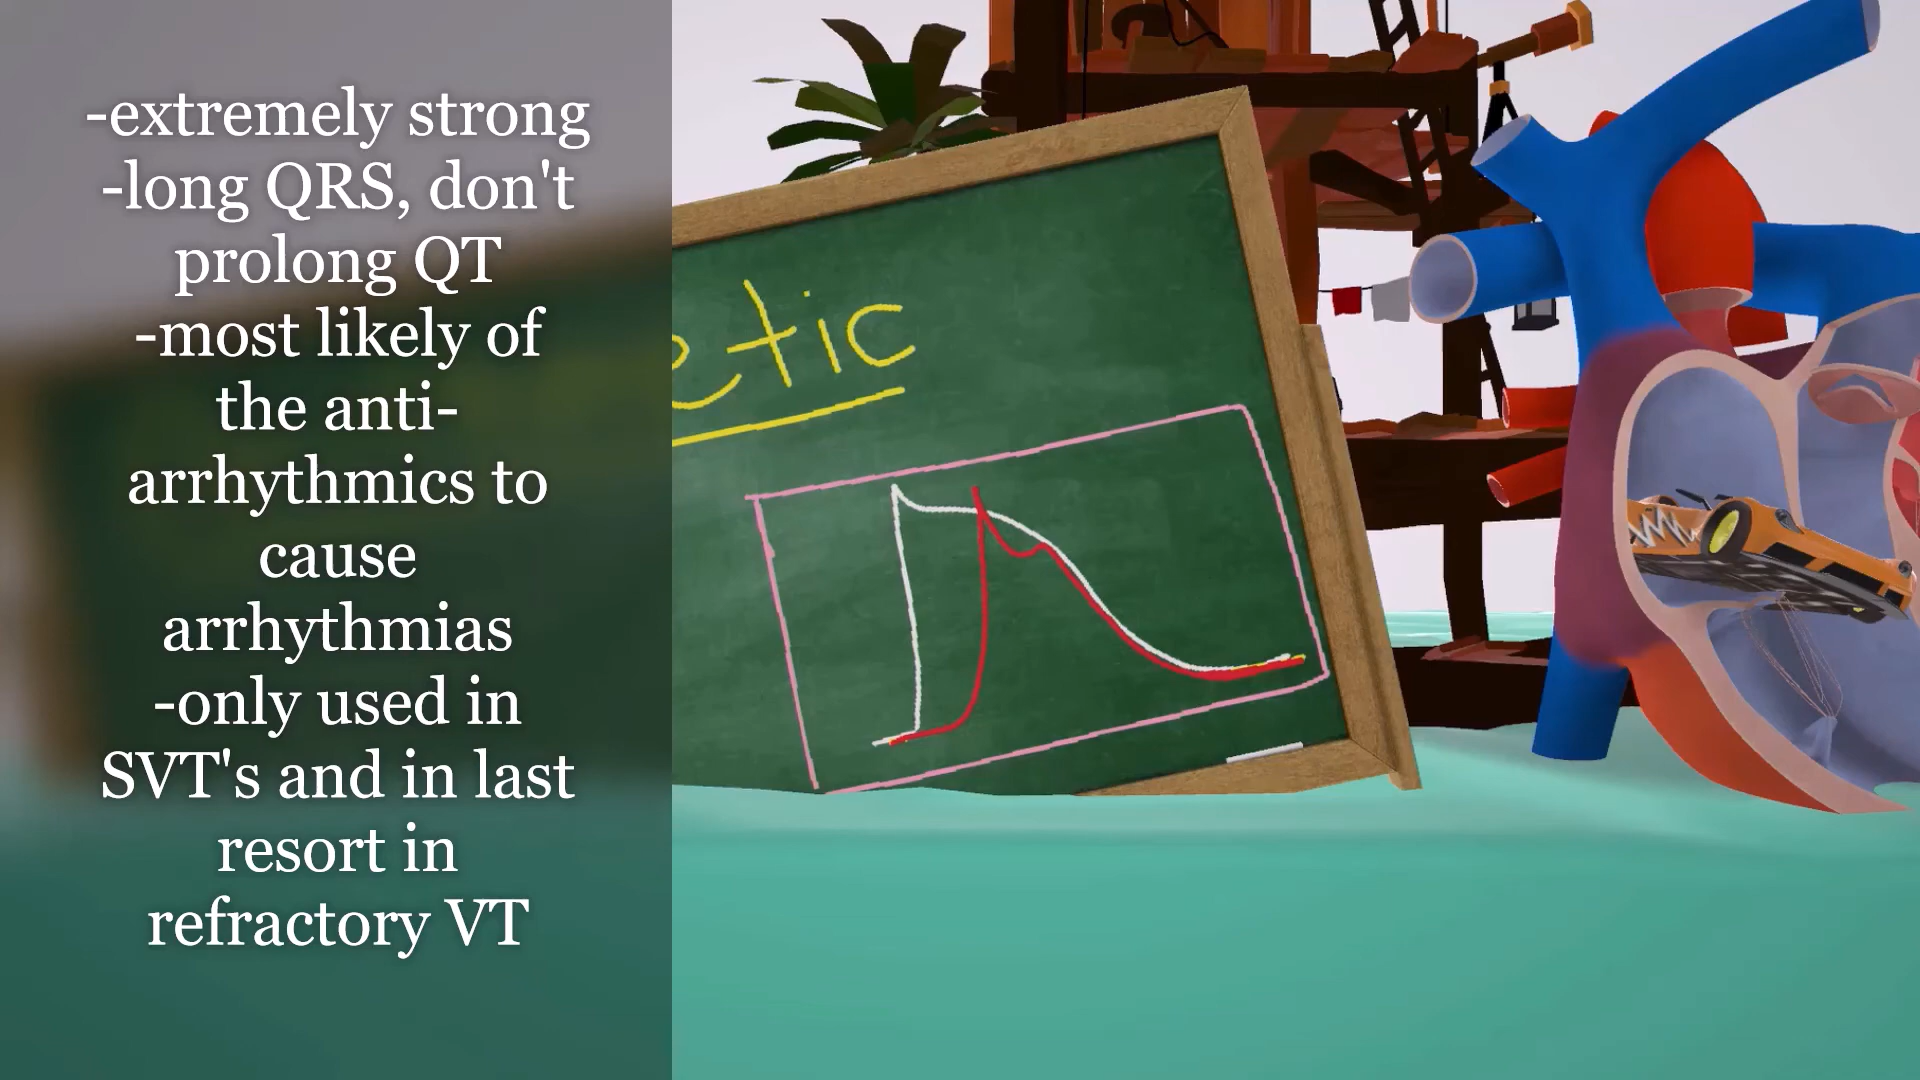 -extremely strong
-long QRS, don't
prolong QT
-most likely of
the anti-
arrhythmics to
cause
arrhythmias
-only used in
SVT's and in last
resort in
refractory VT
etic